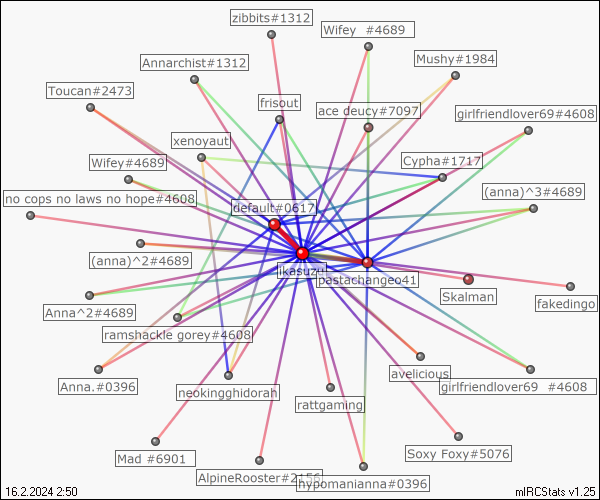 zibbits#1312
Wifey  #4689
Annarchist#1312
Mushy#1984
Toucan#2473
frisout
ace deucy#7097
girlfriendlover69#4608
xenoyaut
Wifey#4689
Cypha#1717
no cops no laws no hope#4608
(anna)^3#4689
default#0617
(anna)^2#4689
ikasuzu
pastachangeo41
Skalman
fakedingo
Anna^2#4689
ramshackle gorey#4608
avelicious
Anna.#0396
neokingghidorah
girlfriendlover69  #4608
rattgaming
Mad #6901
Soxy Foxy#5076
AlpineRooster#2156
hypomanianna#0396
16.2.2024 2:50
mIRCStats v1.25